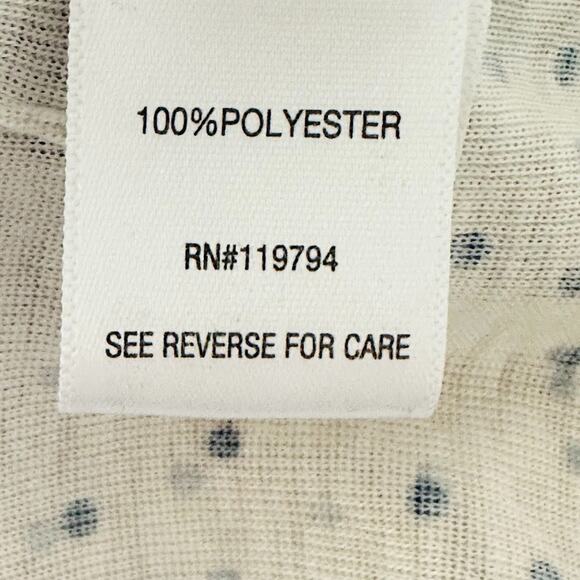 100%POLYESTER
RN#119794
SEE REVERSE FOR CARE